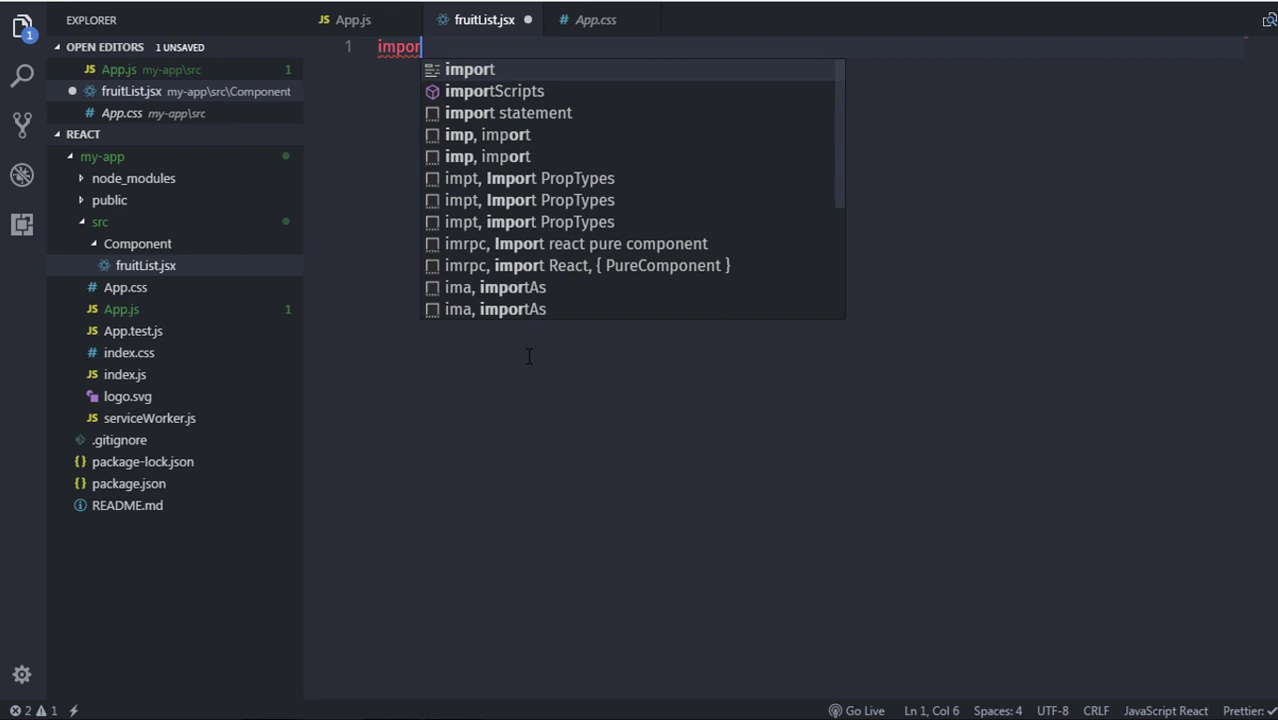 EXPLORER
App.js
fruitList.jsx
# App.css
OPEN EDITORS 1 UNSAVED
JS App.js my-app\src 1
fruitList.jsx my-app\src\Component
# App.css my-app\src
REACT
my-app
node_modules
public
src
Component
fruitList.jsx
# App.css
JS App.js 1
JS App.test.js
# index.css
JS index.js
logo.svg
JS serviceWorker.js
.gitignore
{} package-lock.json
{} package.json
README.md
1
1 impor
import
importScripts
import statement
imp, import
imp, import
impt, Import PropTypes
impt, Import PropTypes
impt, import PropTypes
imrpc, Import react pure component
imrpc, import React, { PureComponent }
ima, importAs
ima, importAs
2 1
Go Live
Ln 1, Col 6
Spaces: 4
UTF-8
CRLF
JavaScript React
Prettier: ✓